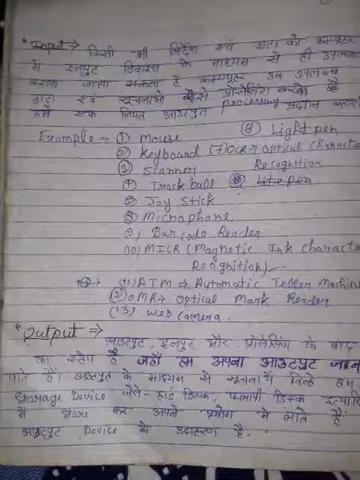 * Input → किसी भी निर्देश एवं डाटा को कम्प्यूटर
में इनपुट डिवाइस के माध्यम से ही उपलब्ध
कराया जाता सकता है कम्प्यूटर उन उपलब्ध
डाटा एवं सूचनाओं प्रोसेसिंग करता है
आउटपुट processing प्रदान करता
Example → (1) Mouse (8) Light pen
(2) Keyboard (7) OCR → Optical Character
(3) Scanner Recognition
(4) Track ball
(5) Joy Stick
Microphone
Bar code Reader
(10) MICR (Magnetic Ink Character
Recognition)
(11) ATM → Automatic Teller Machine
(12) OMR → Optical Mark Reader
(13) Web Camera.
* Output ⇒
आउटपुट, इनपुट और प्रोसेसिंग के बाद
का स्टेप है जहाँ हम अपना आउटपुट जान
पाते हैं। आउटपुट के माध्यम से सूचनायें जिन्हें हम
Storage Device जैसे - हार्ड डिस्क, फ्लापी डिस्क इत्यादि
में Store कर अपने प्रयोग में लाते हैं
आउटपुट Device के उदाहरण है.